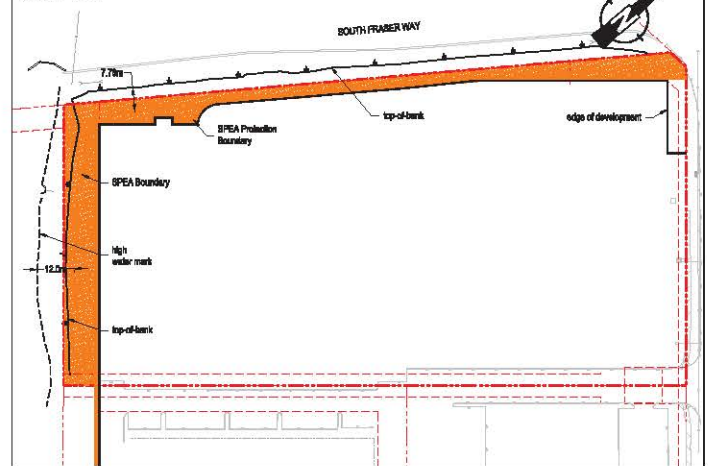 SOUTH FRASER WAY
7.79m
top-of-bank
edge of development
SPEA Protection
Boundary
SPEA Boundary
high
water mark
12.0m
top-of-bank